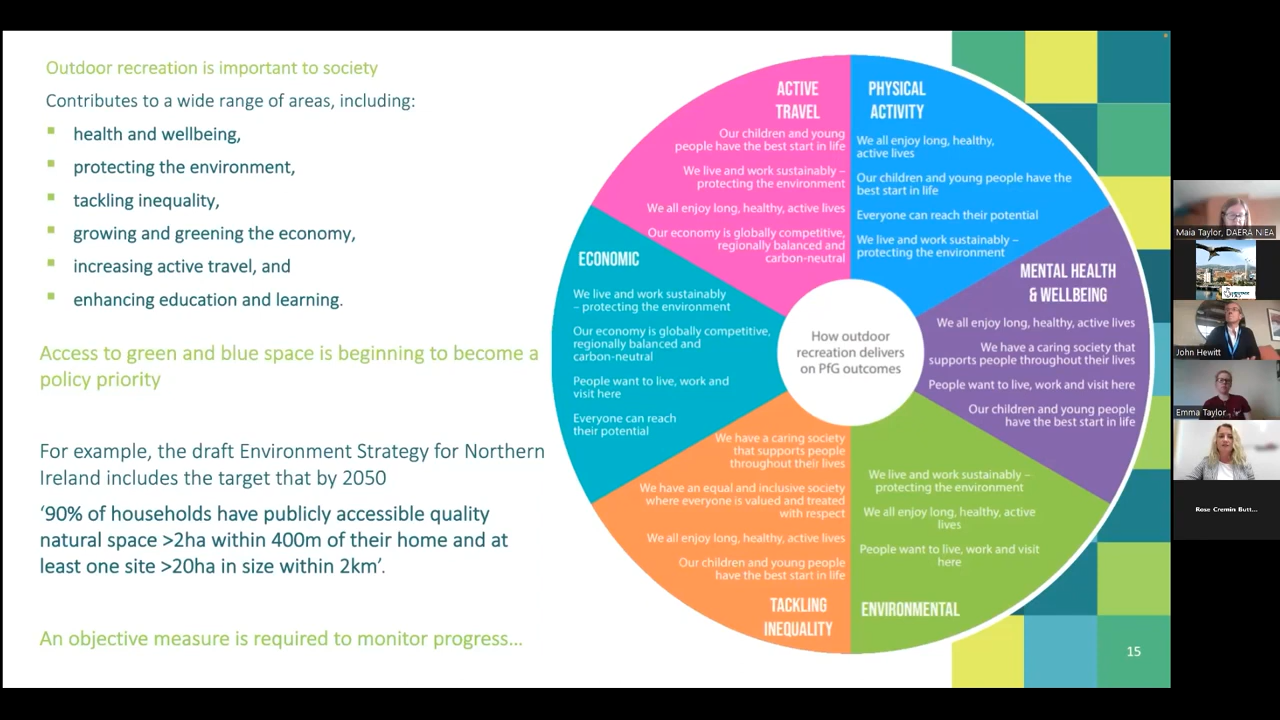 Outdoor recreation is important to society
Contributes to a wide range of areas, including:
health and wellbeing,
protecting the environment,
tackling inequality,
growing and greening the economy,
increasing active travel, and
enhancing education and learning.
Access to green and blue space is beginning to become a
policy priority
For example, the draft Environment Strategy for Northern
Ireland includes the target that by 2050
‘90% of households have publicly accessible quality
natural space >2ha within 400m of their home and at
least one site >20ha in size within 2km’.
An objective measure is required to monitor progress...
ACTIVE
TRAVEL
Our children and young
people have the best start in life
We live and work sustainably –
protecting the environment
We all enjoy long, healthy, active lives
Our economy is globally competitive,
regionally balanced and
carbon-neutral
PHYSICAL
ACTIVITY
We all enjoy long, healthy,
active lives
Our children and young people have the
best start in life
Everyone can reach their potential
We live and work sustainably –
protecting the environment
MENTAL HEALTH
& WELLBEING
We all enjoy long, healthy, active lives
We have a caring society that
supports people throughout their lives
People want to live, work and visit here
Our children and young people
have the best start in life
ECONOMIC
We live and work sustainably
– protecting the environment
Our economy is globally competitive,
regionally balanced and
carbon-neutral
People want to live, work and
visit here
Everyone can reach
their potential
How outdoor
recreation delivers
on PfG outcomes
We have a caring society
that supports people
throughout their lives
We have an equal and inclusive society
where everyone is valued and treated
with respect
We all enjoy long, healthy, active lives
Our children and young people
have the best start in life
TACKLING
INEQUALITY
We live and work sustainably –
protecting the environment
We all enjoy long, healthy, active
lives
People want to live, work and visit
here
ENVIRONMENTAL
15
Maia Taylor, DAERA NIEA
John Hewitt
Emma Taylor
Rose Cremin Butt...